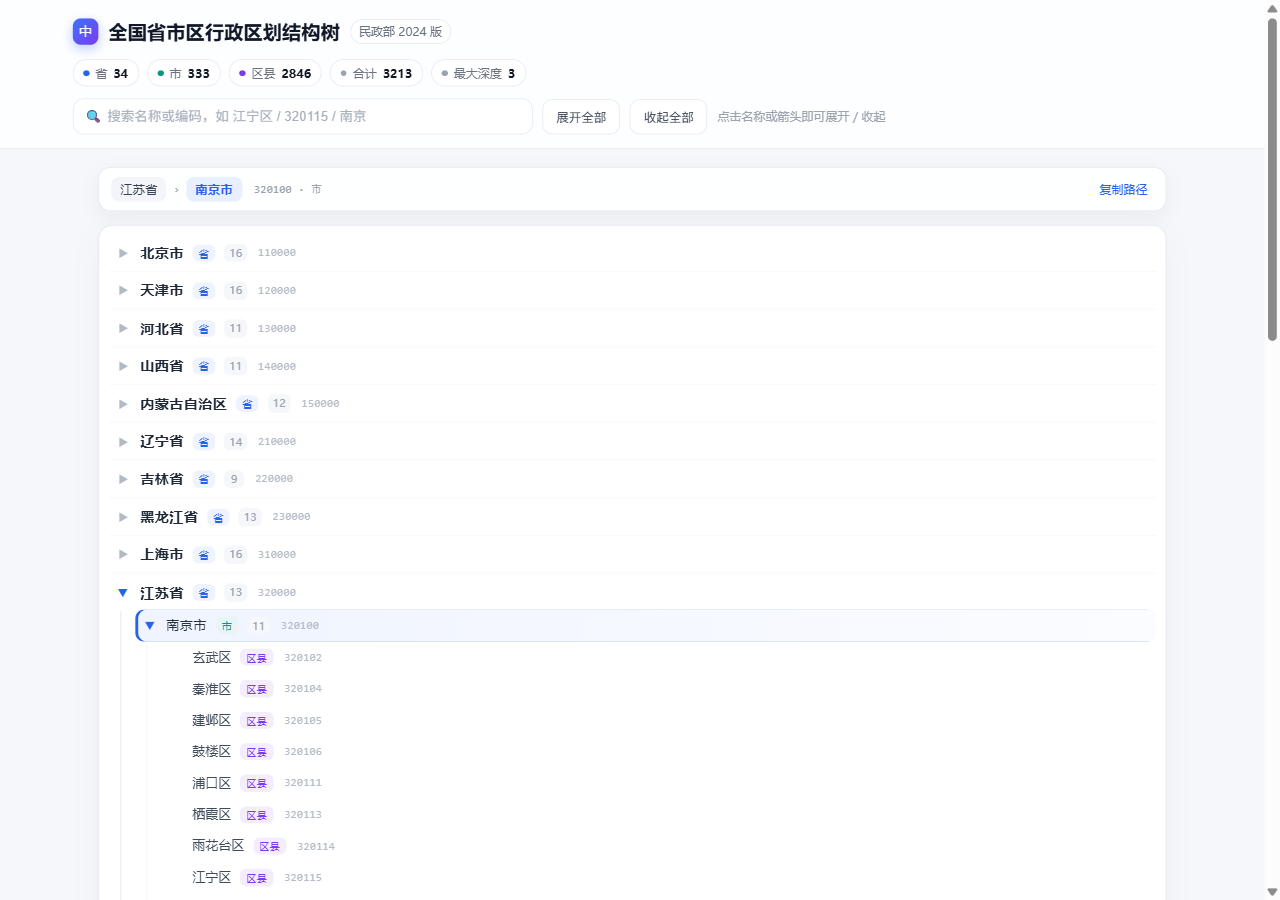 中 全国省市区行政区划结构树 民政部 2024 版
省 34 市 333 区县 2846 合计 3213 最大深度 3
搜索名称或编码，如 江宁区 / 320115 / 南京 展开全部 收起全部 点击名称或箭头即可展开 / 收起
江苏省 › 南京市 320100 · 市 复制路径
▶ 北京市 省 16 110000
▶ 天津市 省 16 120000
▶ 河北省 省 11 130000
▶ 山西省 省 11 140000
▶ 内蒙古自治区 省 12 150000
▶ 辽宁省 省 14 210000
▶ 吉林省 省 9 220000
▶ 黑龙江省 省 13 230000
▶ 上海市 省 16 310000
▼ 江苏省 省 13 320000
▼ 南京市 市 11 320100
玄武区 区县 320102
秦淮区 区县 320104
建邺区 区县 320105
鼓楼区 区县 320106
浦口区 区县 320111
栖霞区 区县 320113
雨花台区 区县 320114
江宁区 区县 320115